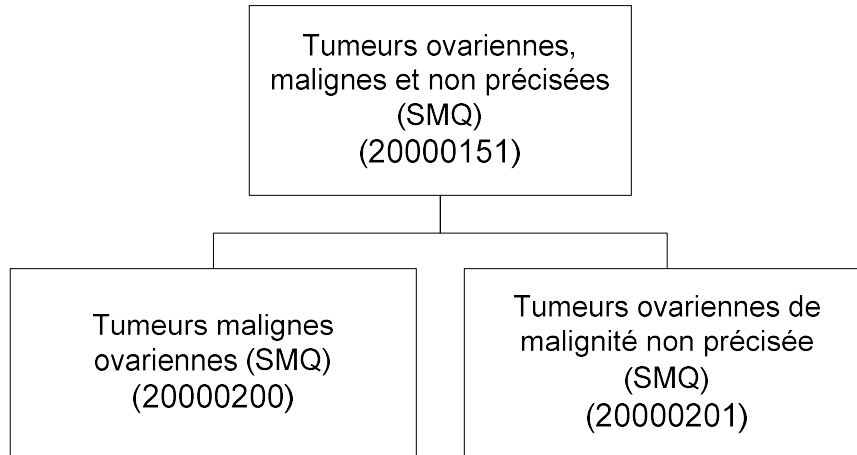 Tumeurs ovariennes,
malignes et non précisées
(SMQ)
(20000151)
Tumeurs malignes
ovariennes (SMQ)
(20000200)
Tumeurs ovariennes de
malignité non précisée
(SMQ)
(20000201)